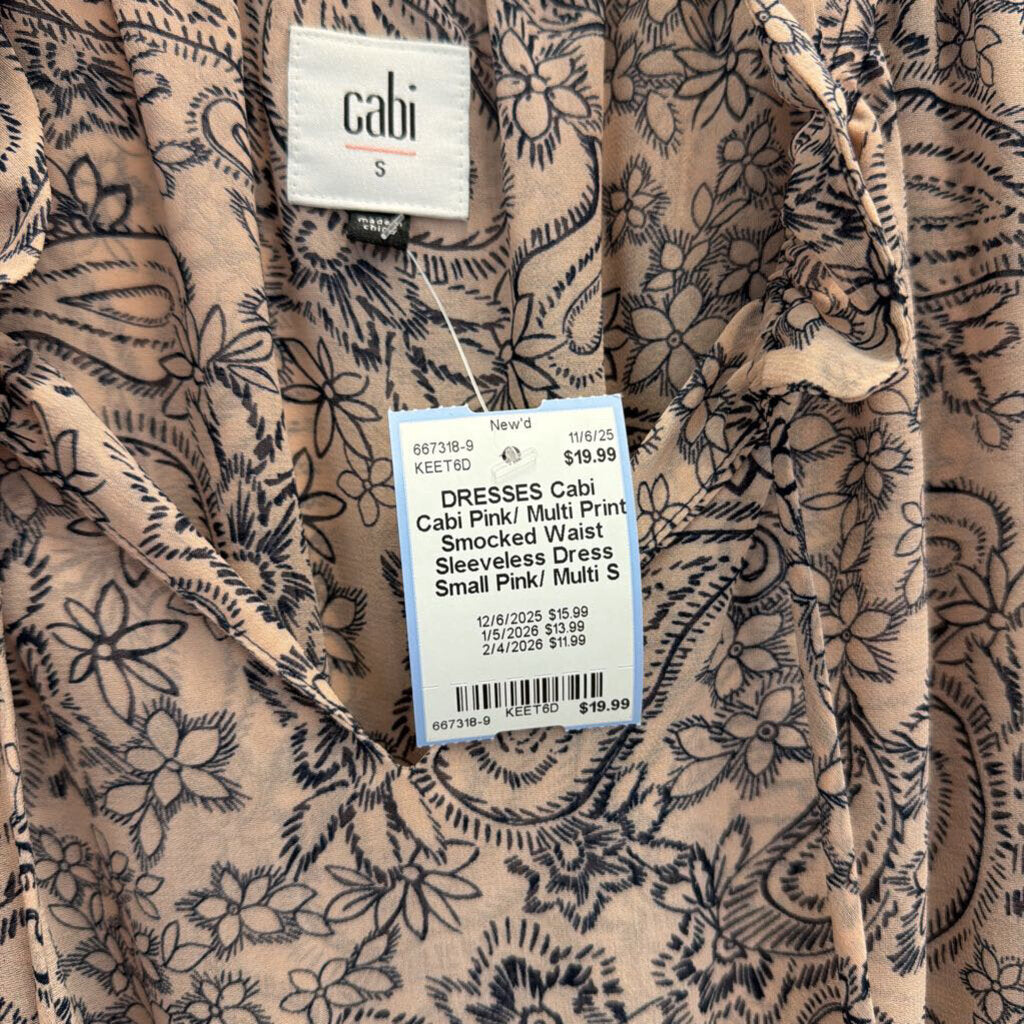 cabi
S
made
New'd
667318-9 11/6/25
KEET6D $19.99
DRESSES Cabi
Cabi Pink/ Multi Print
Smocked Waist
Sleeveless Dress
Small Pink/ Multi S
12/6/2025 $15.99
1/5/2026 $13.99
2/4/2026 $11.99
667318-9 KEET6D $19.99